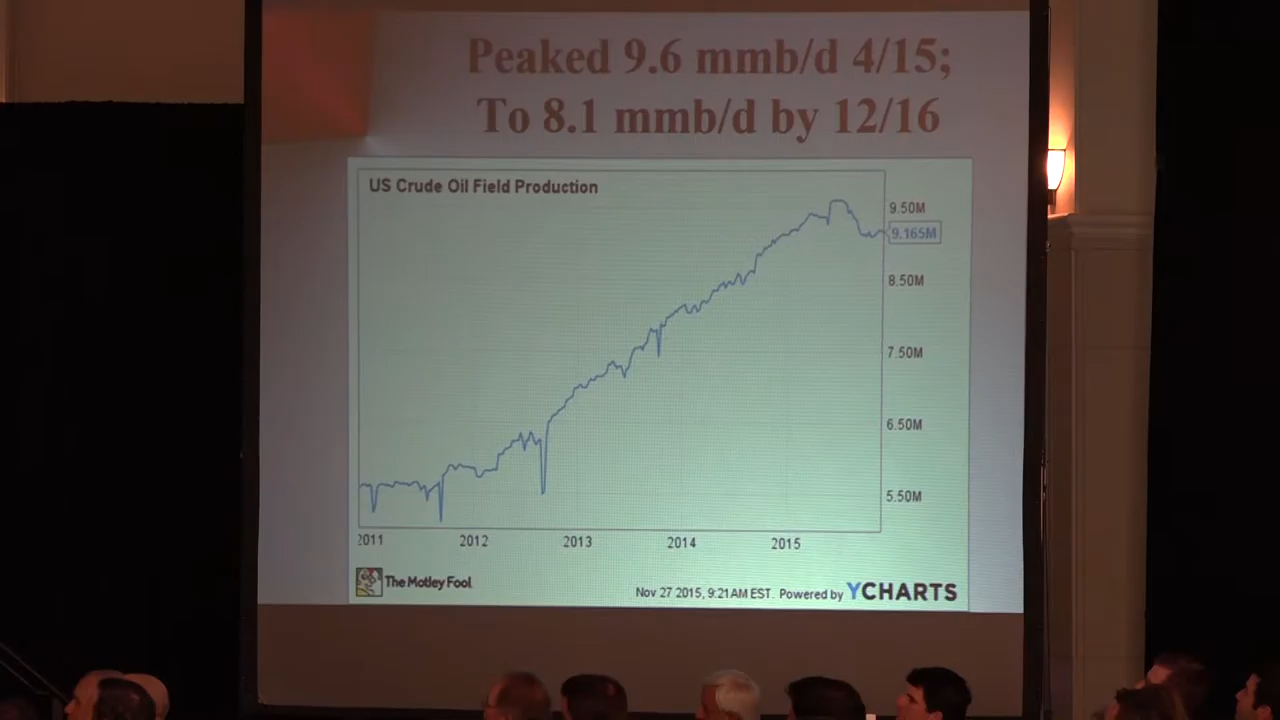 Peaked 9.6 mmb/d 4/15;
To 8.1 mmb/d by 12/16
US Crude Oil Field Production
9.50M
9.165M
8.50M
7.50M
6.50M
5.50M
2011 2012 2013 2014 2015
The Motley Fool
Nov 27 2015, 9:21AM EST. Powered by YCHARTS